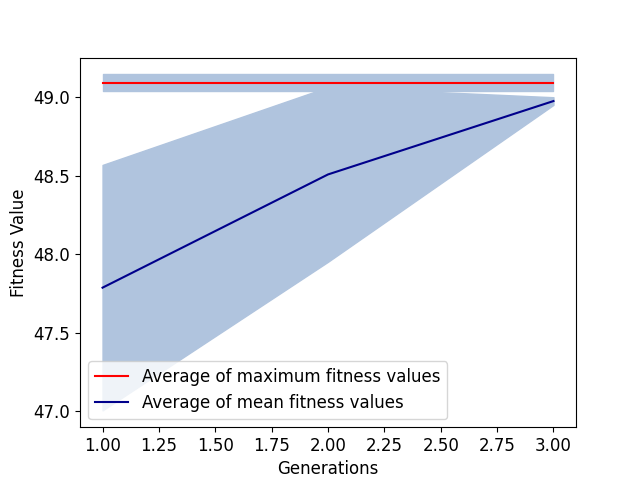 Fitness Value
49.0
48.5
48.0
47.5
47.0
Average of maximum fitness values
Average of mean fitness values
1.00 1.25 1.50 1.75 2.00 2.25 2.50 2.75 3.00
Generations